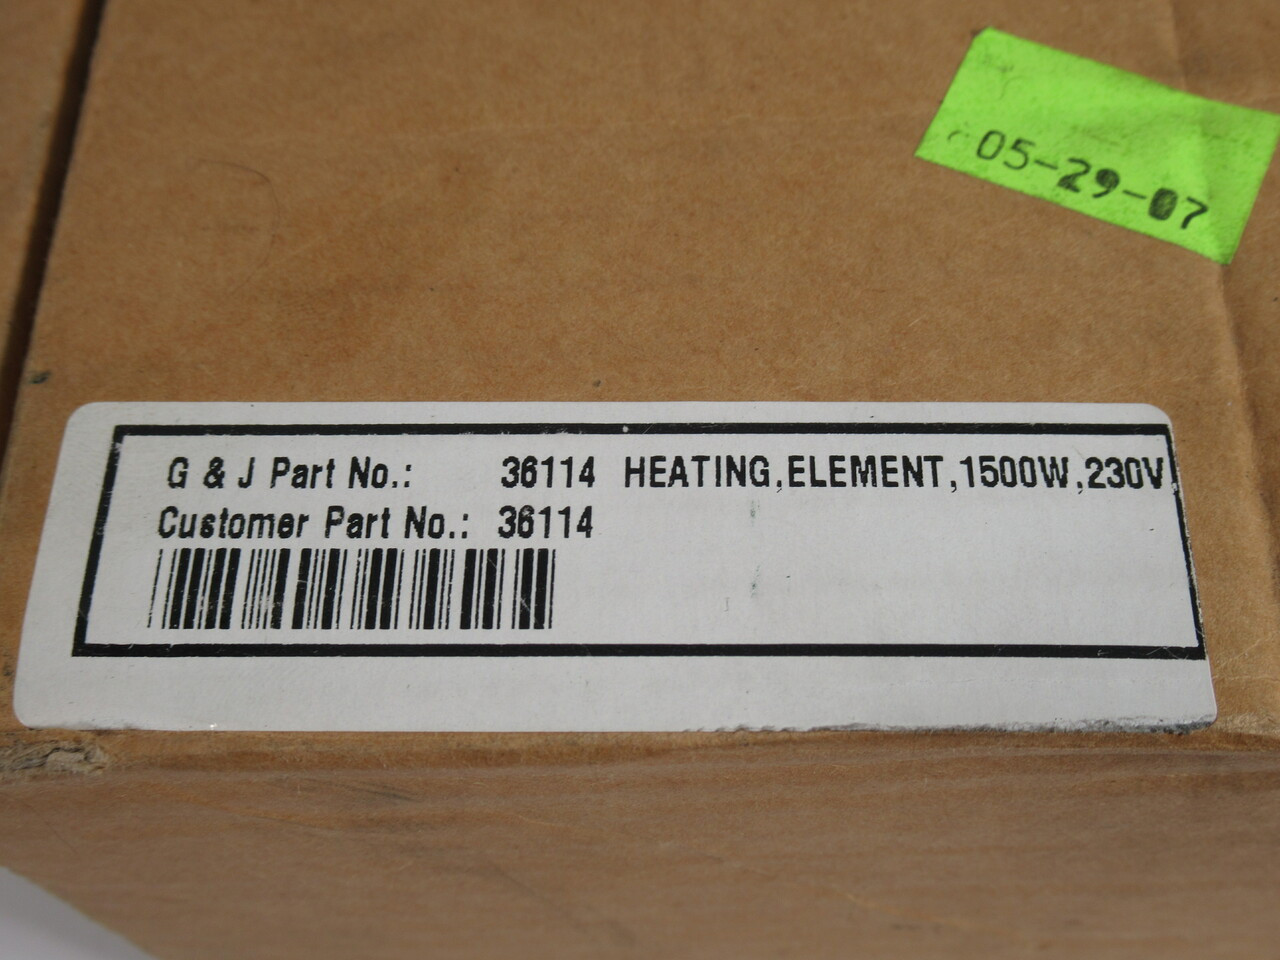 05-29-07
G & J Part No.: 36114 HEATING,ELEMENT,1500W,230V
Customer Part No.: 36114